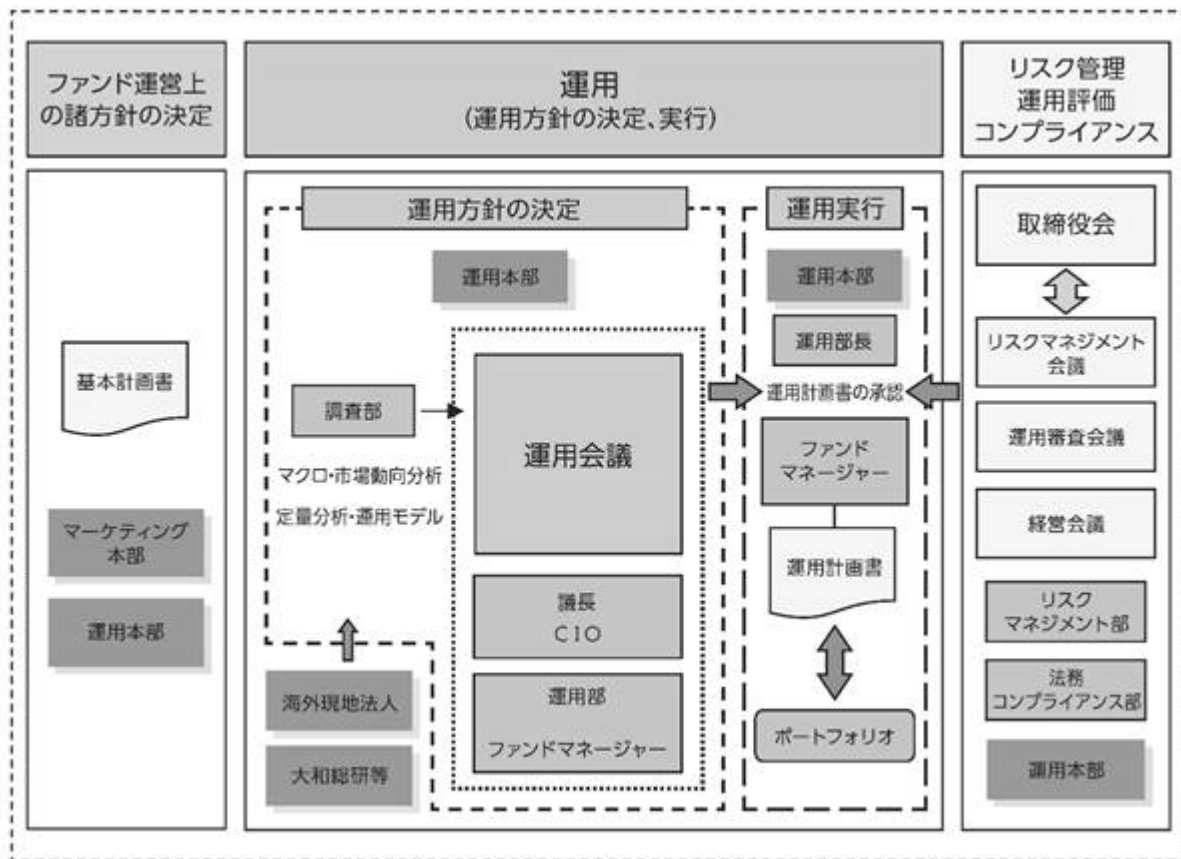 ファンド運営上
の諸方針の決定
運用
(運用方針の決定、実行)
リスク管理
運用評価
コンプライアンス
基本計画書
マーケティング
本部
運用本部
運用方針の決定
運用本部
調査部
マクロ・市場動向分析
定量分析・運用モデル
海外現地法人
大和総研等
運用会議
議長
CIO
運用部
ファンドマネージャー
運用実行
運用本部
運用部長
運用計画書の承認
ファンド
マネージャー
運用計画書
ポートフォリオ
取締役会
リスクマネジメント
会議
運用審査会議
経営会議
リスク
マネジメント部
法務
コンプライアンス部
運用本部